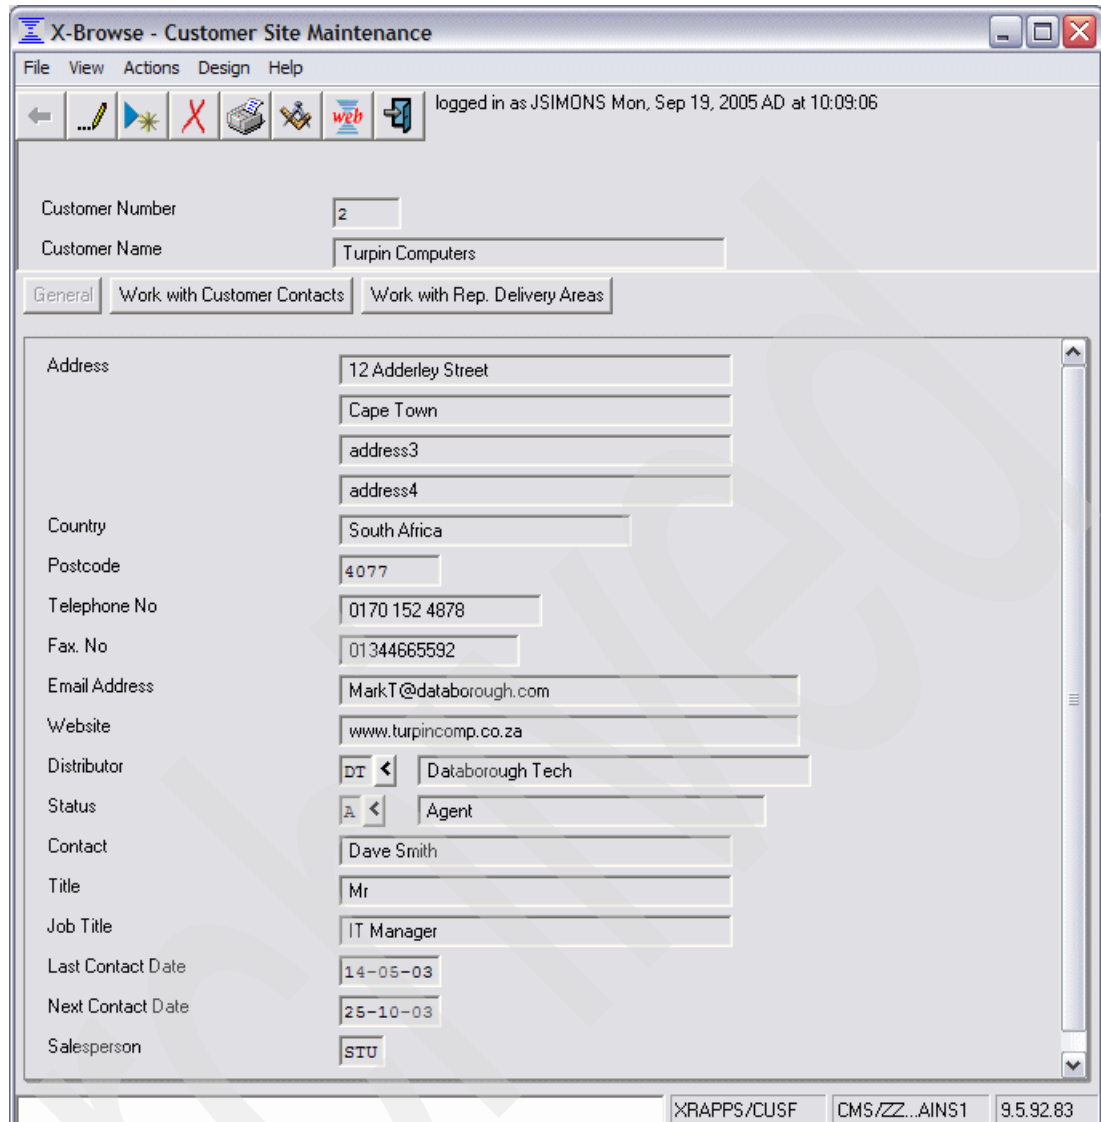 X-Browse - Customer Site Maintenance
File View Actions Design Help
web
logged in as JSIMONS Mon, Sep 19, 2005 AD at 10:09:06
Customer Number 2
Customer Name Turpin Computers
General Work with Customer Contacts Work with Rep. Delivery Areas
Address 12 Adderley Street
Cape Town
address3
address4
Country South Africa
Postcode 4077
Telephone No 0170 152 4878
Fax. No 01344665592
Email Address MarkT@databorough.com
Website www.turpincomp.co.za
Distributor DT < Databorough Tech
Status A < Agent
Contact Dave Smith
Title Mr
Job Title IT Manager
Last Contact Date 14-05-03
Next Contact Date 25-10-03
Salesperson STU
XRAPPS/CUSF CMS/ZZ...AINS1 9.5.92.83